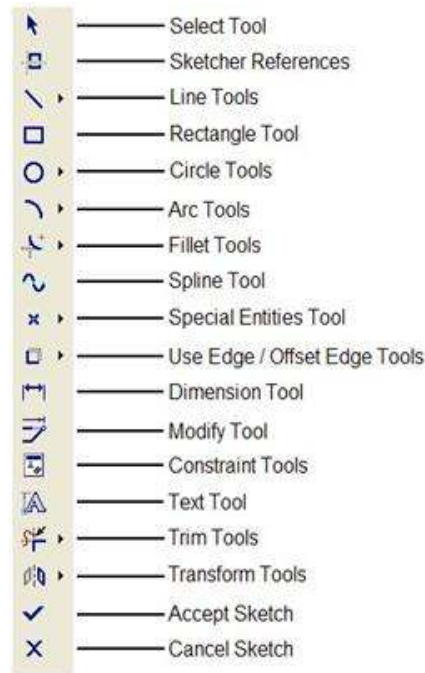 Select Tool
Sketcher References
Line Tools
Rectangle Tool
Circle Tools
Arc Tools
Fillet Tools
Spline Tool
Special Entities Tool
Use Edge / Offset Edge Tools
Dimension Tool
Modify Tool
Constraint Tools
Text Tool
Trim Tools
Transform Tools
Accept Sketch
Cancel Sketch